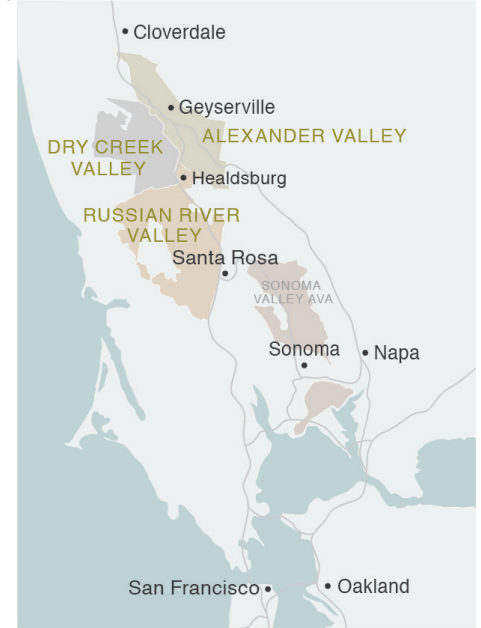 Cloverdale
Geyserville
ALEXANDER VALLEY
DRY CREEK
VALLEY
Healdsburg
RUSSIAN RIVER
VALLEY
Santa Rosa
SONOMA
VALLEY AVA
Sonoma
Napa
San Francisco
Oakland